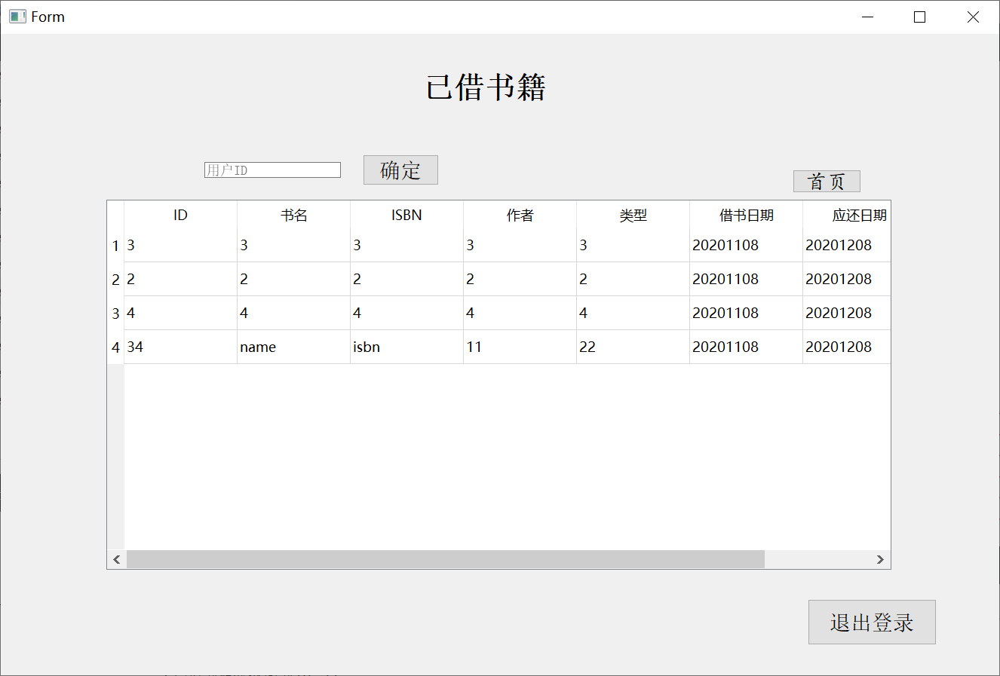 Form
已借书籍
用户ID 确定
首页
ID 书名 ISBN 作者 类型 借书日期 应还日期
1 3 3 3 3 3 20201108 20201208
2 2 2 2 2 2 20201108 20201208
3 4 4 4 4 4 20201108 20201208
4 34 name isbn 11 22 20201108 20201208
退出登录